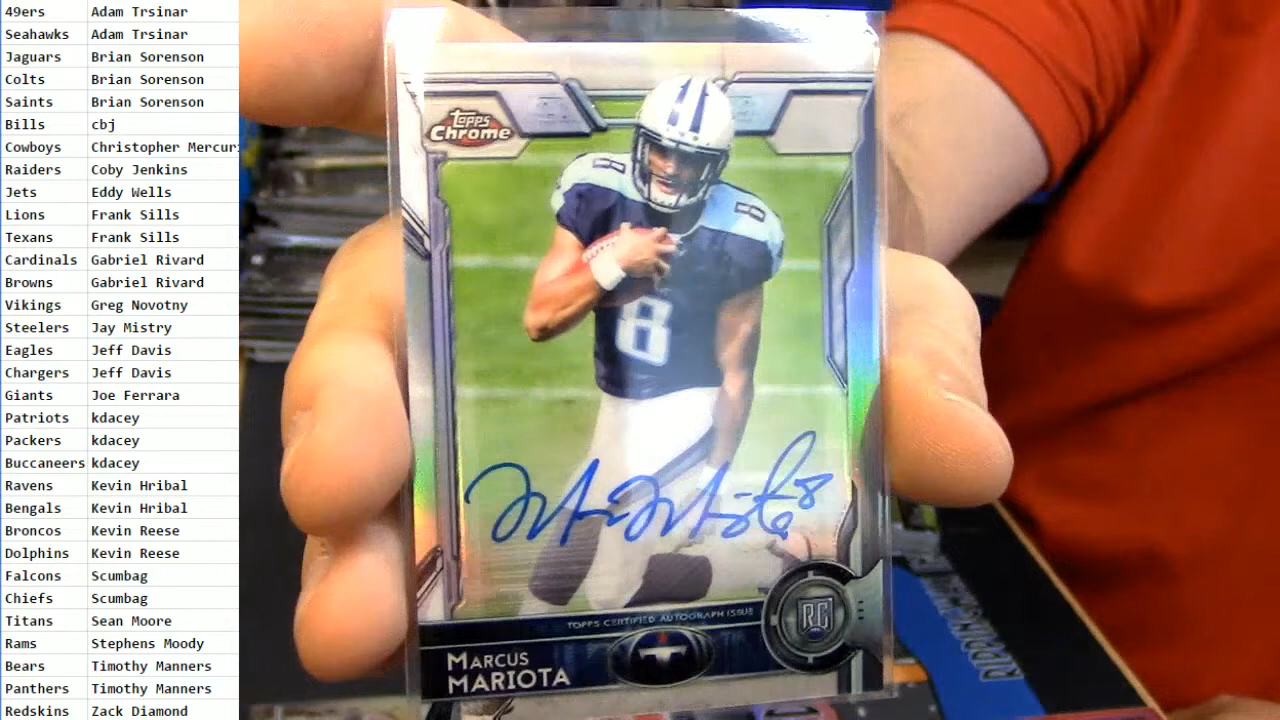 49ers Adam Trsinar
Seahawks Adam Trsinar
Jaguars Brian Sorenson
Colts Brian Sorenson
Saints Brian Sorenson
Bills cbj
Cowboys Christopher Mercuri
Raiders Coby Jenkins
Jets Eddy Wells
Lions Frank Sills
Texans Frank Sills
Cardinals Gabriel Rivard
Browns Gabriel Rivard
Vikings Greg Novotny
Steelers Jay Mistry
Eagles Jeff Davis
Chargers Jeff Davis
Giants Joe Ferrara
Patriots kdacey
Packers kdacey
Buccaneers kdacey
Ravens Kevin Hribal
Bengals Kevin Hribal
Broncos Kevin Reese
Dolphins Kevin Reese
Falcons Scumbag
Chiefs Scumbag
Titans Sean Moore
Rams Stephens Moody
Bears Timothy Manners
Panthers Timothy Manners
Redskins Zack Diamond
Topps
Chrome
8
8
8
8
TOPPS CERTIFIED AUTOGRAPH ISSUE
RC
T
MARCUS
MARIOTA